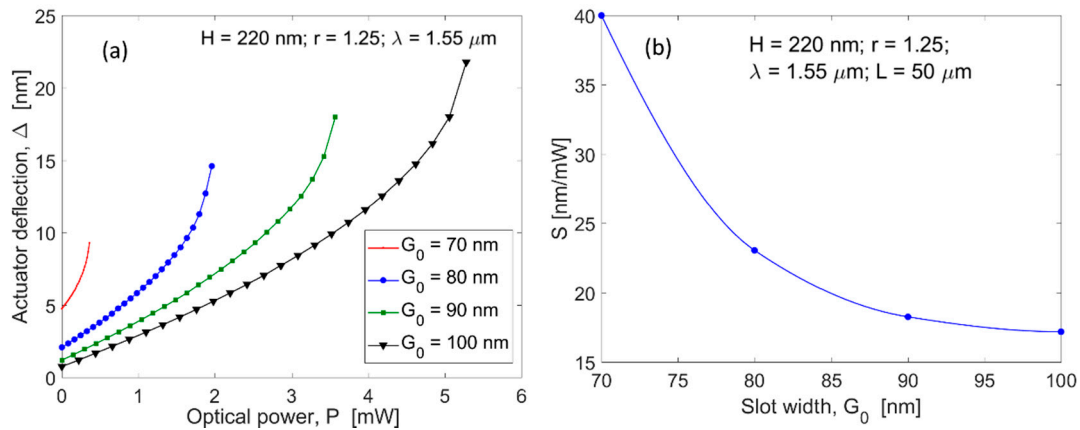 (a)
H = 220 nm; r = 1.25; λ = 1.55 μm
Actuator deflection, Δ [nm]
25
20
15
10
5
0
G₀ = 70 nm
G₀ = 80 nm
G₀ = 90 nm
G₀ = 100 nm
0 1 2 3 4 5 6
Optical power, P [mW]
(b)
H = 220 nm; r = 1.25;
λ = 1.55 μm; L = 50 μm
S [nm/mW]
40
35
30
25
20
15
70 75 80 85 90 95 100
Slot width, G₀ [nm]